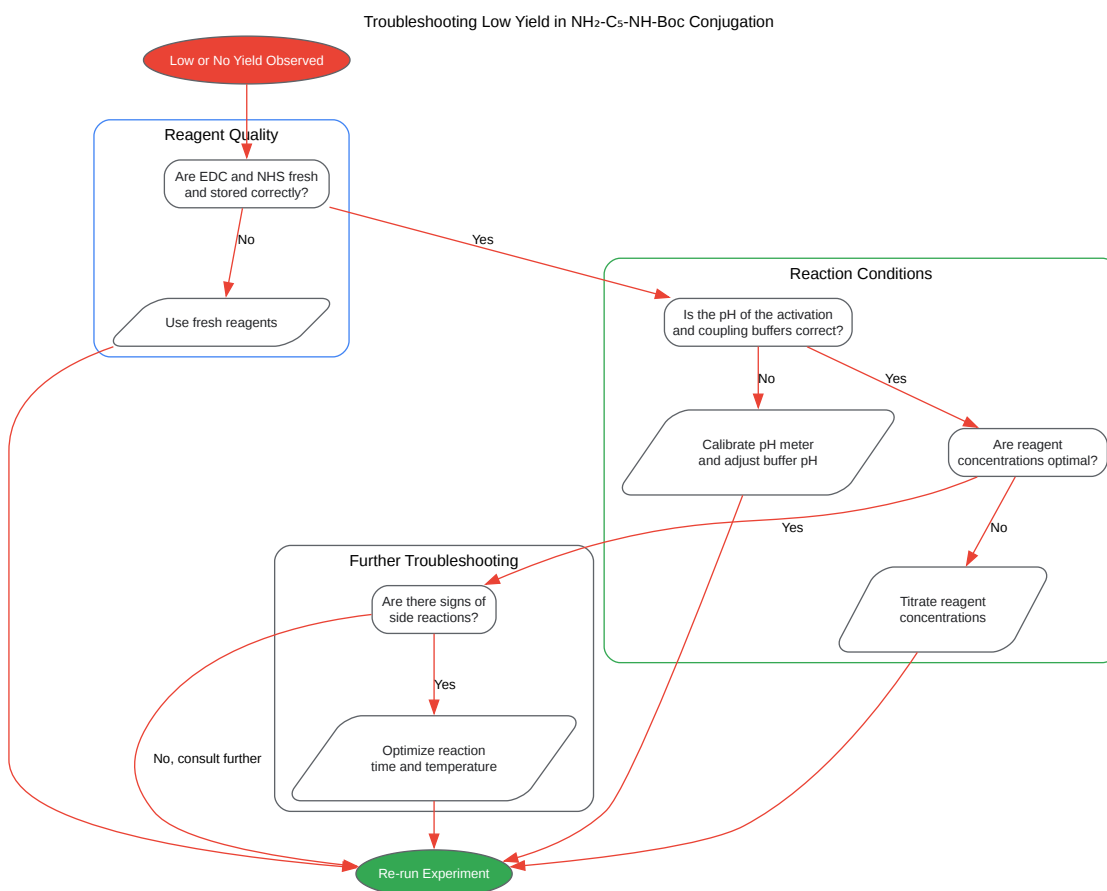 Troubleshooting Low Yield in NH₂-C₅-NH-Boc Conjugation
Low or No Yield Observed
Reagent Quality
Are EDC and NHS fresh
and stored correctly?
No
Yes
Use fresh reagents
Reaction Conditions
Is the pH of the activation
and coupling buffers correct?
No
Yes
Calibrate pH meter
and adjust buffer pH
Are reagent
concentrations optimal?
Yes
No
Titrate reagent
concentrations
Further Troubleshooting
Are there signs of
side reactions?
Yes
No, consult further
Optimize reaction
time and temperature
Re-run Experiment